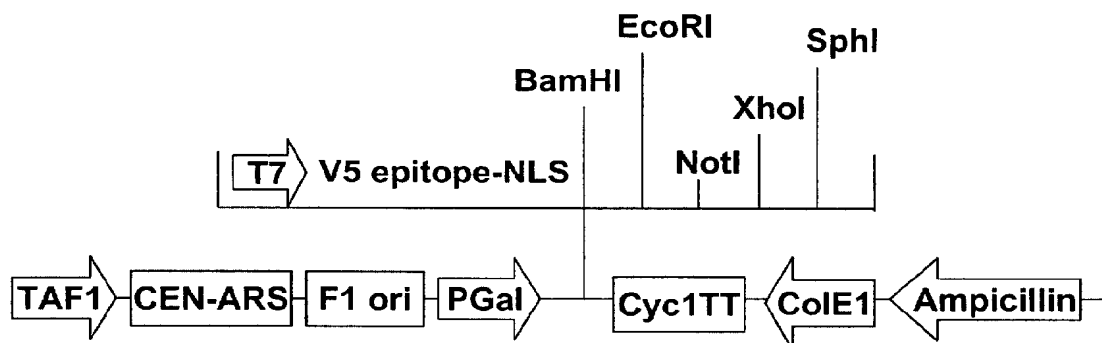 EcoRI
SphI
BamHI
XhoI
T7 V5 epitope-NLS
NotI
TAF1 CEN-ARS F1 ori PGal Cyc1TT ColE1 Ampicillin